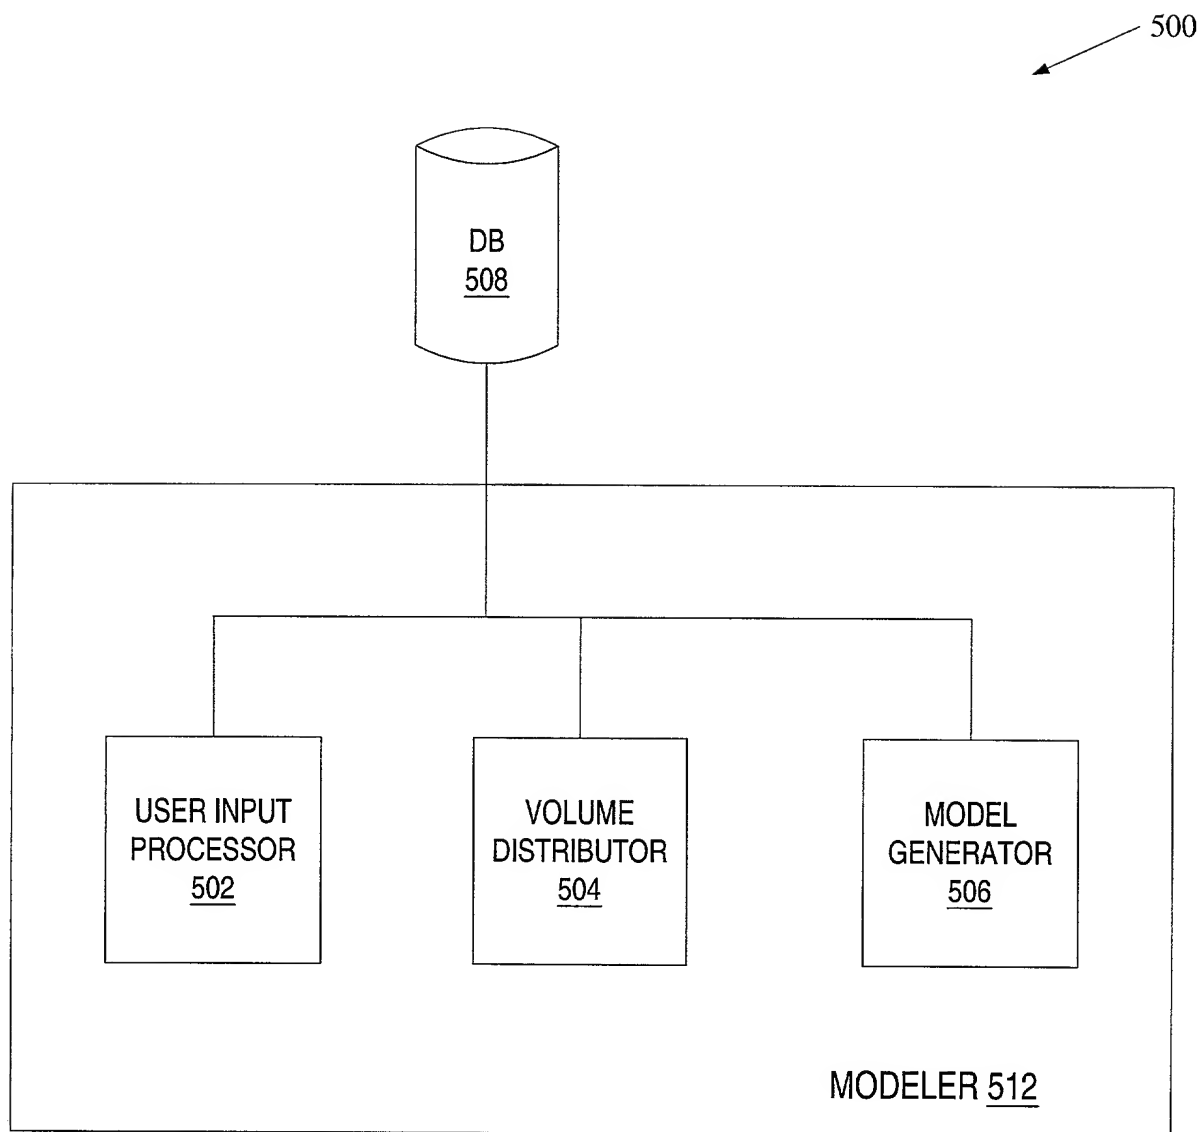 500
DB
508
USER INPUT
PROCESSOR
502
VOLUME
DISTRIBUTOR
504
MODEL
GENERATOR
506
MODELER 512